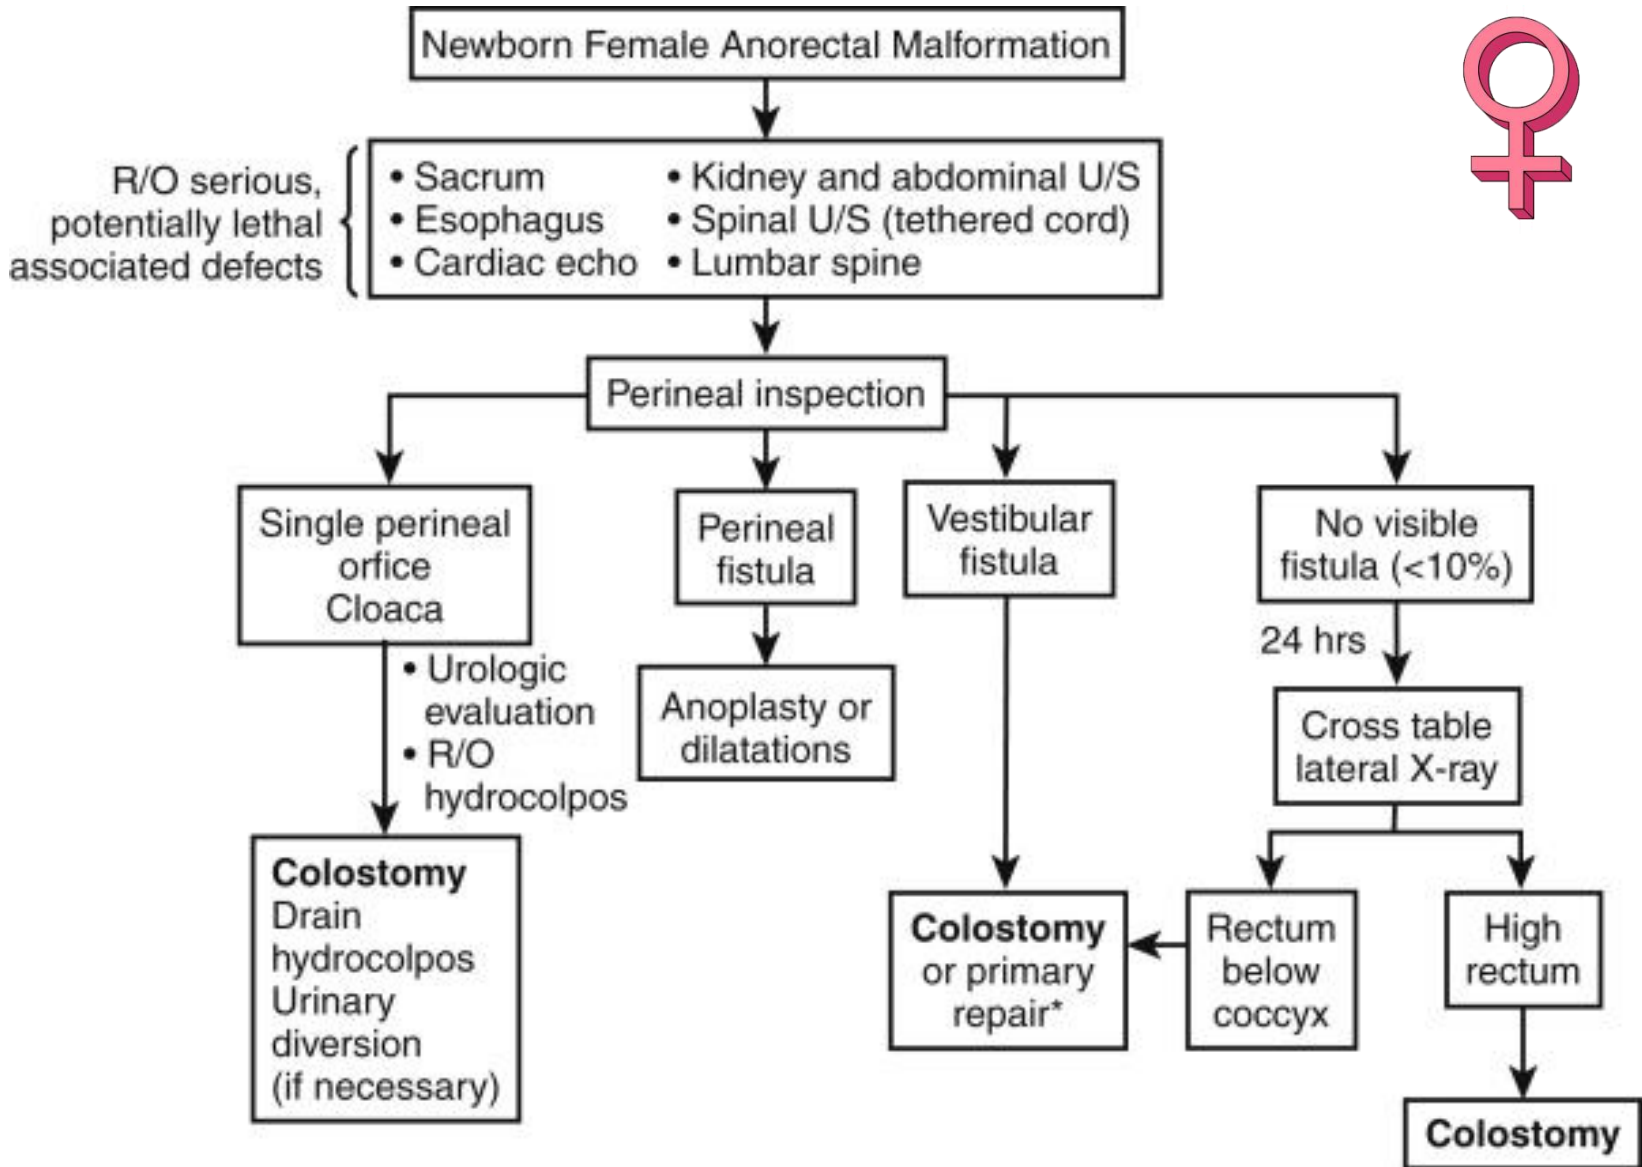 Newborn Female Anorectal Malformation
R/O serious,
potentially lethal
associated defects
• Sacrum
• Esophagus
• Cardiac echo
• Kidney and abdominal U/S
• Spinal U/S (tethered cord)
• Lumbar spine
Perineal inspection
Single perineal
orfice
Cloaca
Perineal
fistula
Vestibular
fistula
No visible
fistula (<10%)
• Urologic
evaluation
• R/O
hydrocolpos
Anoplasty or
dilatations
24 hrs
Cross table
lateral X-ray
Colostomy
Drain
hydrocolpos
Urinary
diversion
(if necessary)
Colostomy
or primary
repair*
Rectum
below
coccyx
High
rectum
Colostomy